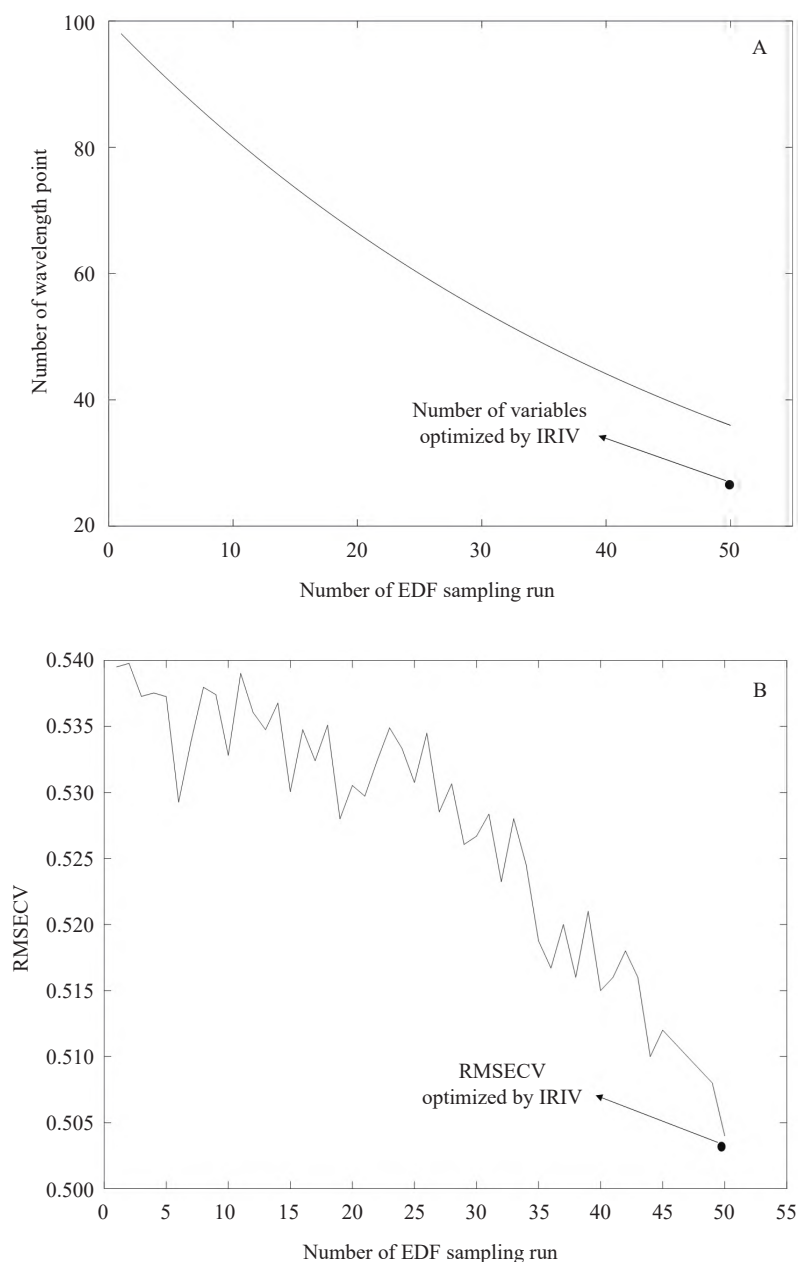 A
100
80
60
40
20
Number of wavelength point
Number of variables
optimized by IRIV
0 10 20 30 40 50
Number of EDF sampling run
B
0.540
0.535
0.530
0.525
0.520
0.515
0.510
0.505
0.500
RMSECV
RMSECV
optimized by IRIV
0 5 10 15 20 25 30 35 40 45 50 55
Number of EDF sampling run